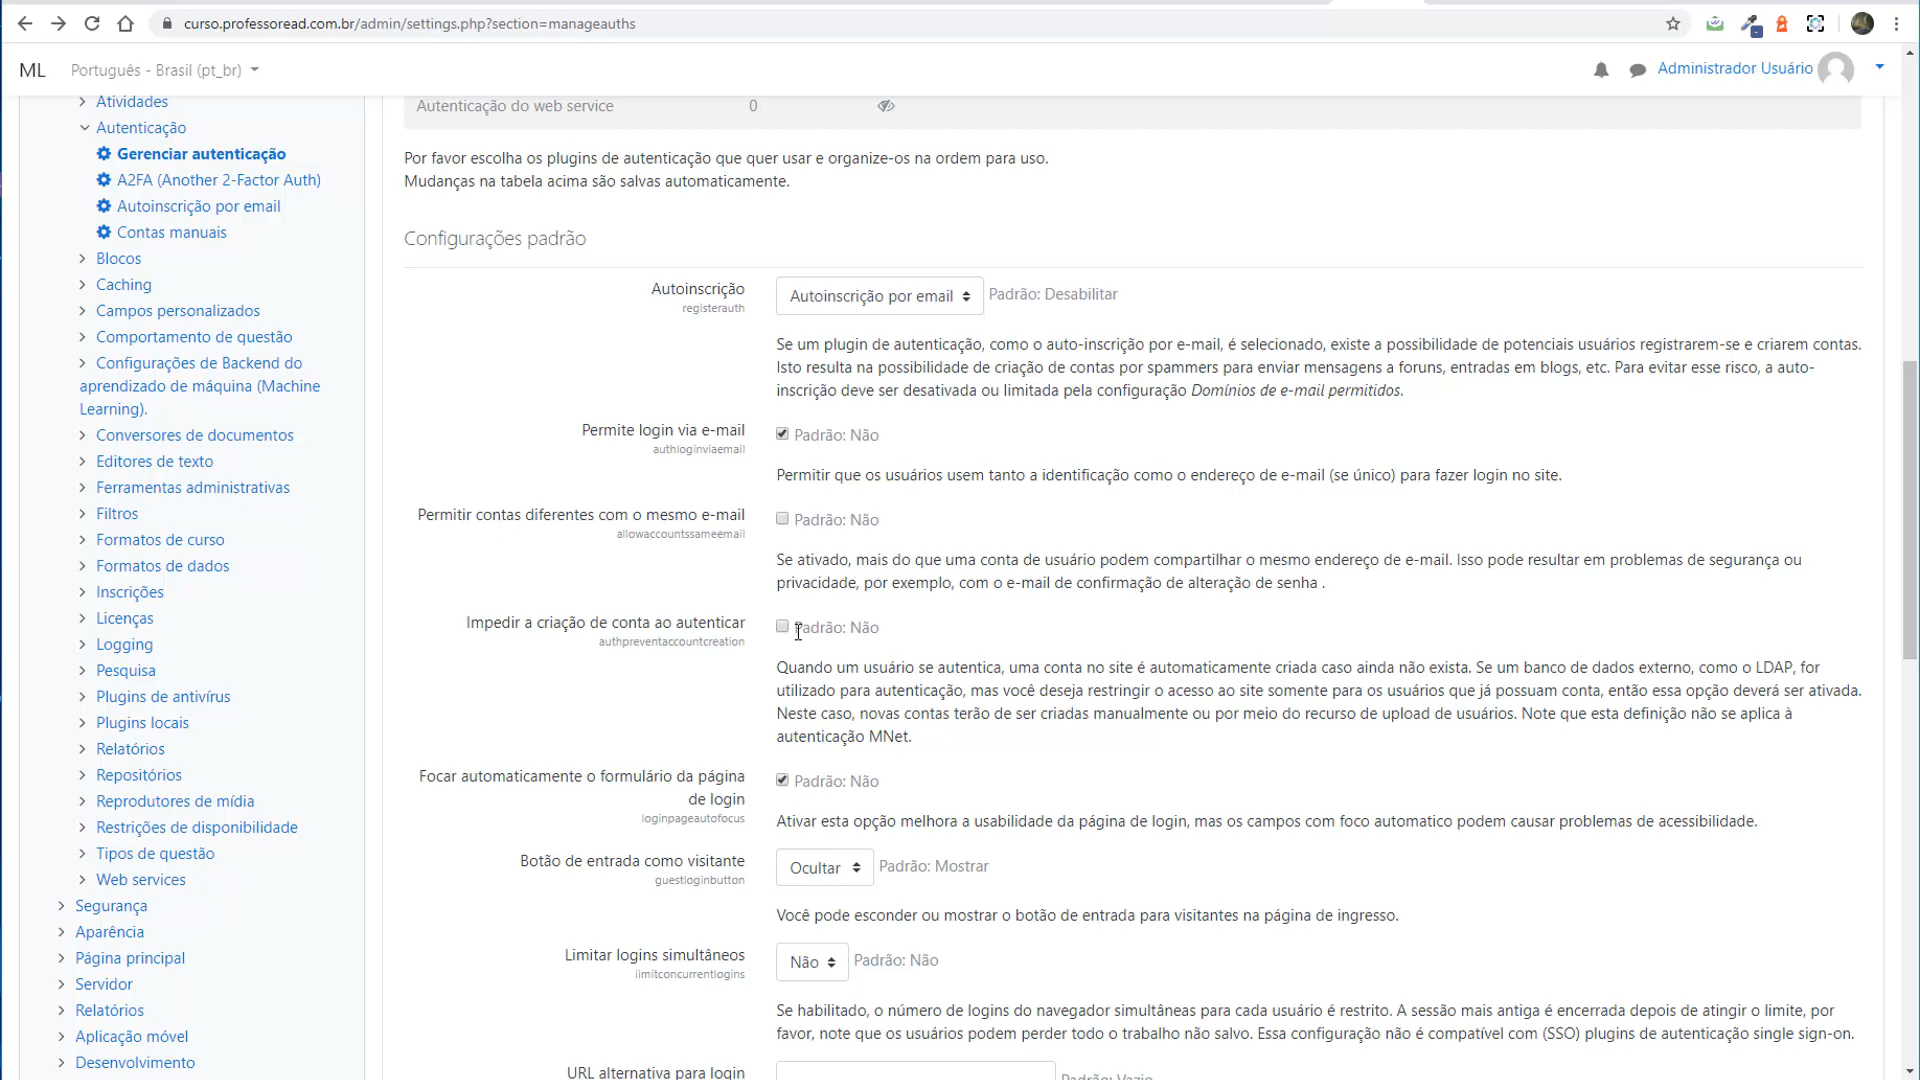 curso.professoread.com.br/admin/settings.php?section=manageauths
ML
Português - Brasil (pt_br)
Administrador Usuário
Atividades
Autenticação
Gerenciar autenticação
A2FA (Another 2-Factor Auth)
Autoinscrição por email
Contas manuais
Blocos
Caching
Campos personalizados
Comportamento de questão
Configurações de Backend do
aprendizado de máquina (Machine
Learning).
Conversores de documentos
Editores de texto
Ferramentas administrativas
Filtros
Formatos de curso
Formatos de dados
Inscrições
Licenças
Logging
Pesquisa
Plugins de antivírus
Plugins locais
Relatórios
Repositórios
Reprodutores de mídia
Restrições de disponibilidade
Tipos de questão
Web services
Segurança
Aparência
Página principal
Servidor
Relatórios
Aplicação móvel
Desenvolvimento
Autenticação do web service 0
Por favor escolha os plugins de autenticação que quer usar e organize-os na ordem para uso.
Mudanças na tabela acima são salvas automaticamente.
Configurações padrão
Autoinscrição
registerauth
Autoinscrição por email Padrão: Desabilitar
Se um plugin de autenticação, como o auto-inscrição por e-mail, é selecionado, existe a possibilidade de potenciais usuários registrarem-se e criarem contas.
Isto resulta na possibilidade de criação de contas por spammers para enviar mensagens a foruns, entradas em blogs, etc. Para evitar esse risco, a auto-
inscrição deve ser desativada ou limitada pela configuração Domínios de e-mail permitidos.
Permite login via e-mail
authloginviaemail
Padrão: Não
Permitir que os usuários usem tanto a identificação como o endereço de e-mail (se único) para fazer login no site.
Permitir contas diferentes com o mesmo e-mail
allowaccountssameemail
Padrão: Não
Se ativado, mais do que uma conta de usuário podem compartilhar o mesmo endereço de e-mail. Isso pode resultar em problemas de segurança ou
privacidade, por exemplo, com o e-mail de confirmação de alteração de senha .
Impedir a criação de conta ao autenticar
authpreventaccountcreation
Padrão: Não
Quando um usuário se autentica, uma conta no site é automaticamente criada caso ainda não exista. Se um banco de dados externo, como o LDAP, for
utilizado para autenticação, mas você deseja restringir o acesso ao site somente para os usuários que já possuam conta, então essa opção deverá ser ativada.
Neste caso, novas contas terão de ser criadas manualmente ou por meio do recurso de upload de usuários. Note que esta definição não se aplica à
autenticação MNet.
Focar automaticamente o formulário da página
de login
loginpageautofocus
Padrão: Não
Ativar esta opção melhora a usabilidade da página de login, mas os campos com foco automatico podem causar problemas de acessibilidade.
Botão de entrada como visitante
guestloginbutton
Ocultar Padrão: Mostrar
Você pode esconder ou mostrar o botão de entrada para visitantes na página de ingresso.
Limitar logins simultâneos
limitconcurrentlogins
Não Padrão: Não
Se habilitado, o número de logins do navegador simultâneas para cada usuário é restrito. A sessão mais antiga é encerrada depois de atingir o limite, por
favor, note que os usuários podem perder todo o trabalho não salvo. Essa configuração não é compatível com (SSO) plugins de autenticação single sign-on.
URL alternativa para login
Padrão: Vazio